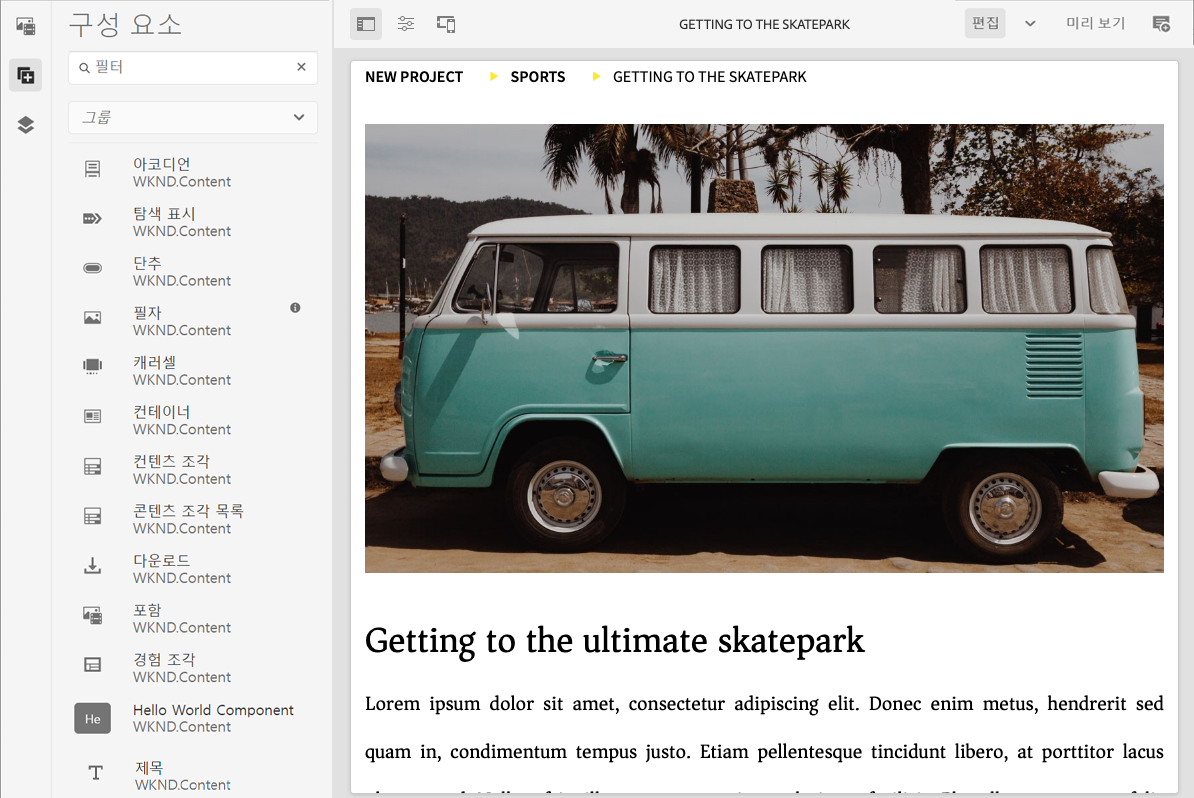 구성 요소
필터
그룹
아코디언
WKND.Content
탐색 표시
WKND.Content
단추
WKND.Content
필자
WKND.Content
캐러셀
WKND.Content
컨테이너
WKND.Content
컨텐츠 조각
WKND.Content
콘텐츠 조각 목록
WKND.Content
다운로드
WKND.Content
포함
WKND.Content
경험 조각
WKND.Content
He
Hello World Component
WKND.Content
제목
WKND.Content
GETTING TO THE SKATEPARK
편집
미리 보기
NEW PROJECT SPORTS GETTING TO THE SKATEPARK
Getting to the ultimate skatepark
Lorem ipsum dolor sit amet, consectetur adipiscing elit. Donec enim metus, hendrerit sed
quam in, condimentum tempus justo. Etiam pellentesque tincidunt libero, at porttitor lacus